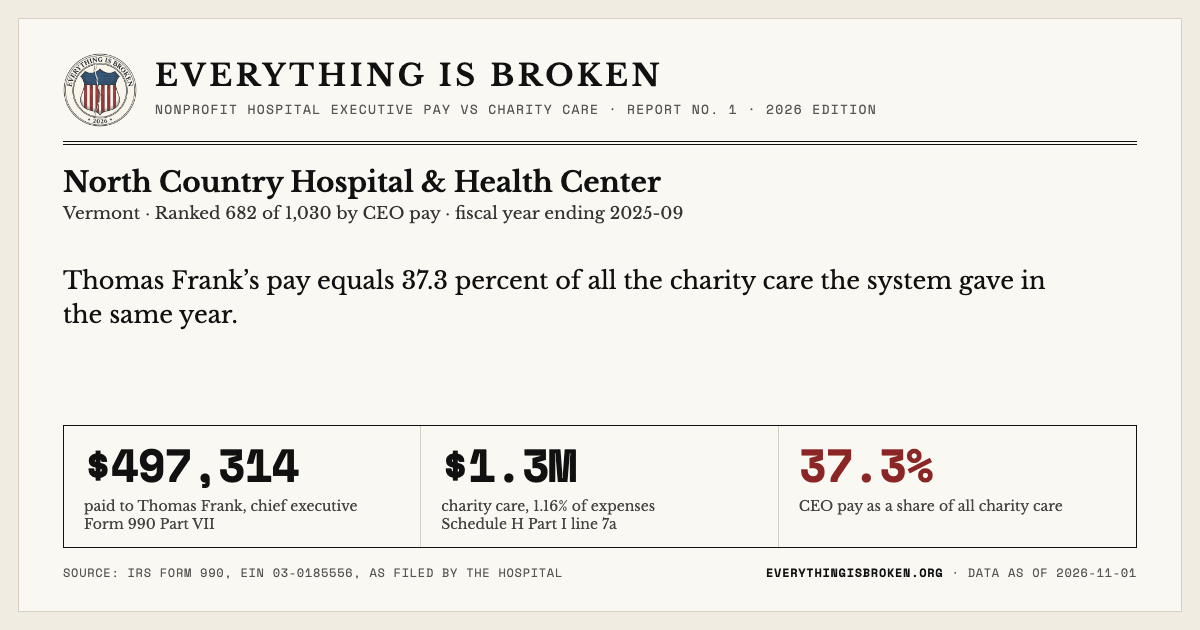 EVERYTHING IS BROKEN
2026
EVERYTHING IS BROKEN
NONPROFIT HOSPITAL EXECUTIVE PAY VS CHARITY CARE · REPORT NO. 1 · 2026 EDITION
North Country Hospital & Health Center
Vermont · Ranked 682 of 1,030 by CEO pay · fiscal year ending 2025-09
Thomas Frank’s pay equals 37.3 percent of all the charity care the system gave in
the same year.
$497,314
paid to Thomas Frank, chief executive
Form 990 Part VII
$1.3M
charity care, 1.16% of expenses
Schedule H Part I line 7a
37.3%
CEO pay as a share of all charity care
SOURCE: IRS FORM 990, EIN 03-0185556, AS FILED BY THE HOSPITAL
EVERYTHINGISBROKEN.ORG · DATA AS OF 2026-11-01